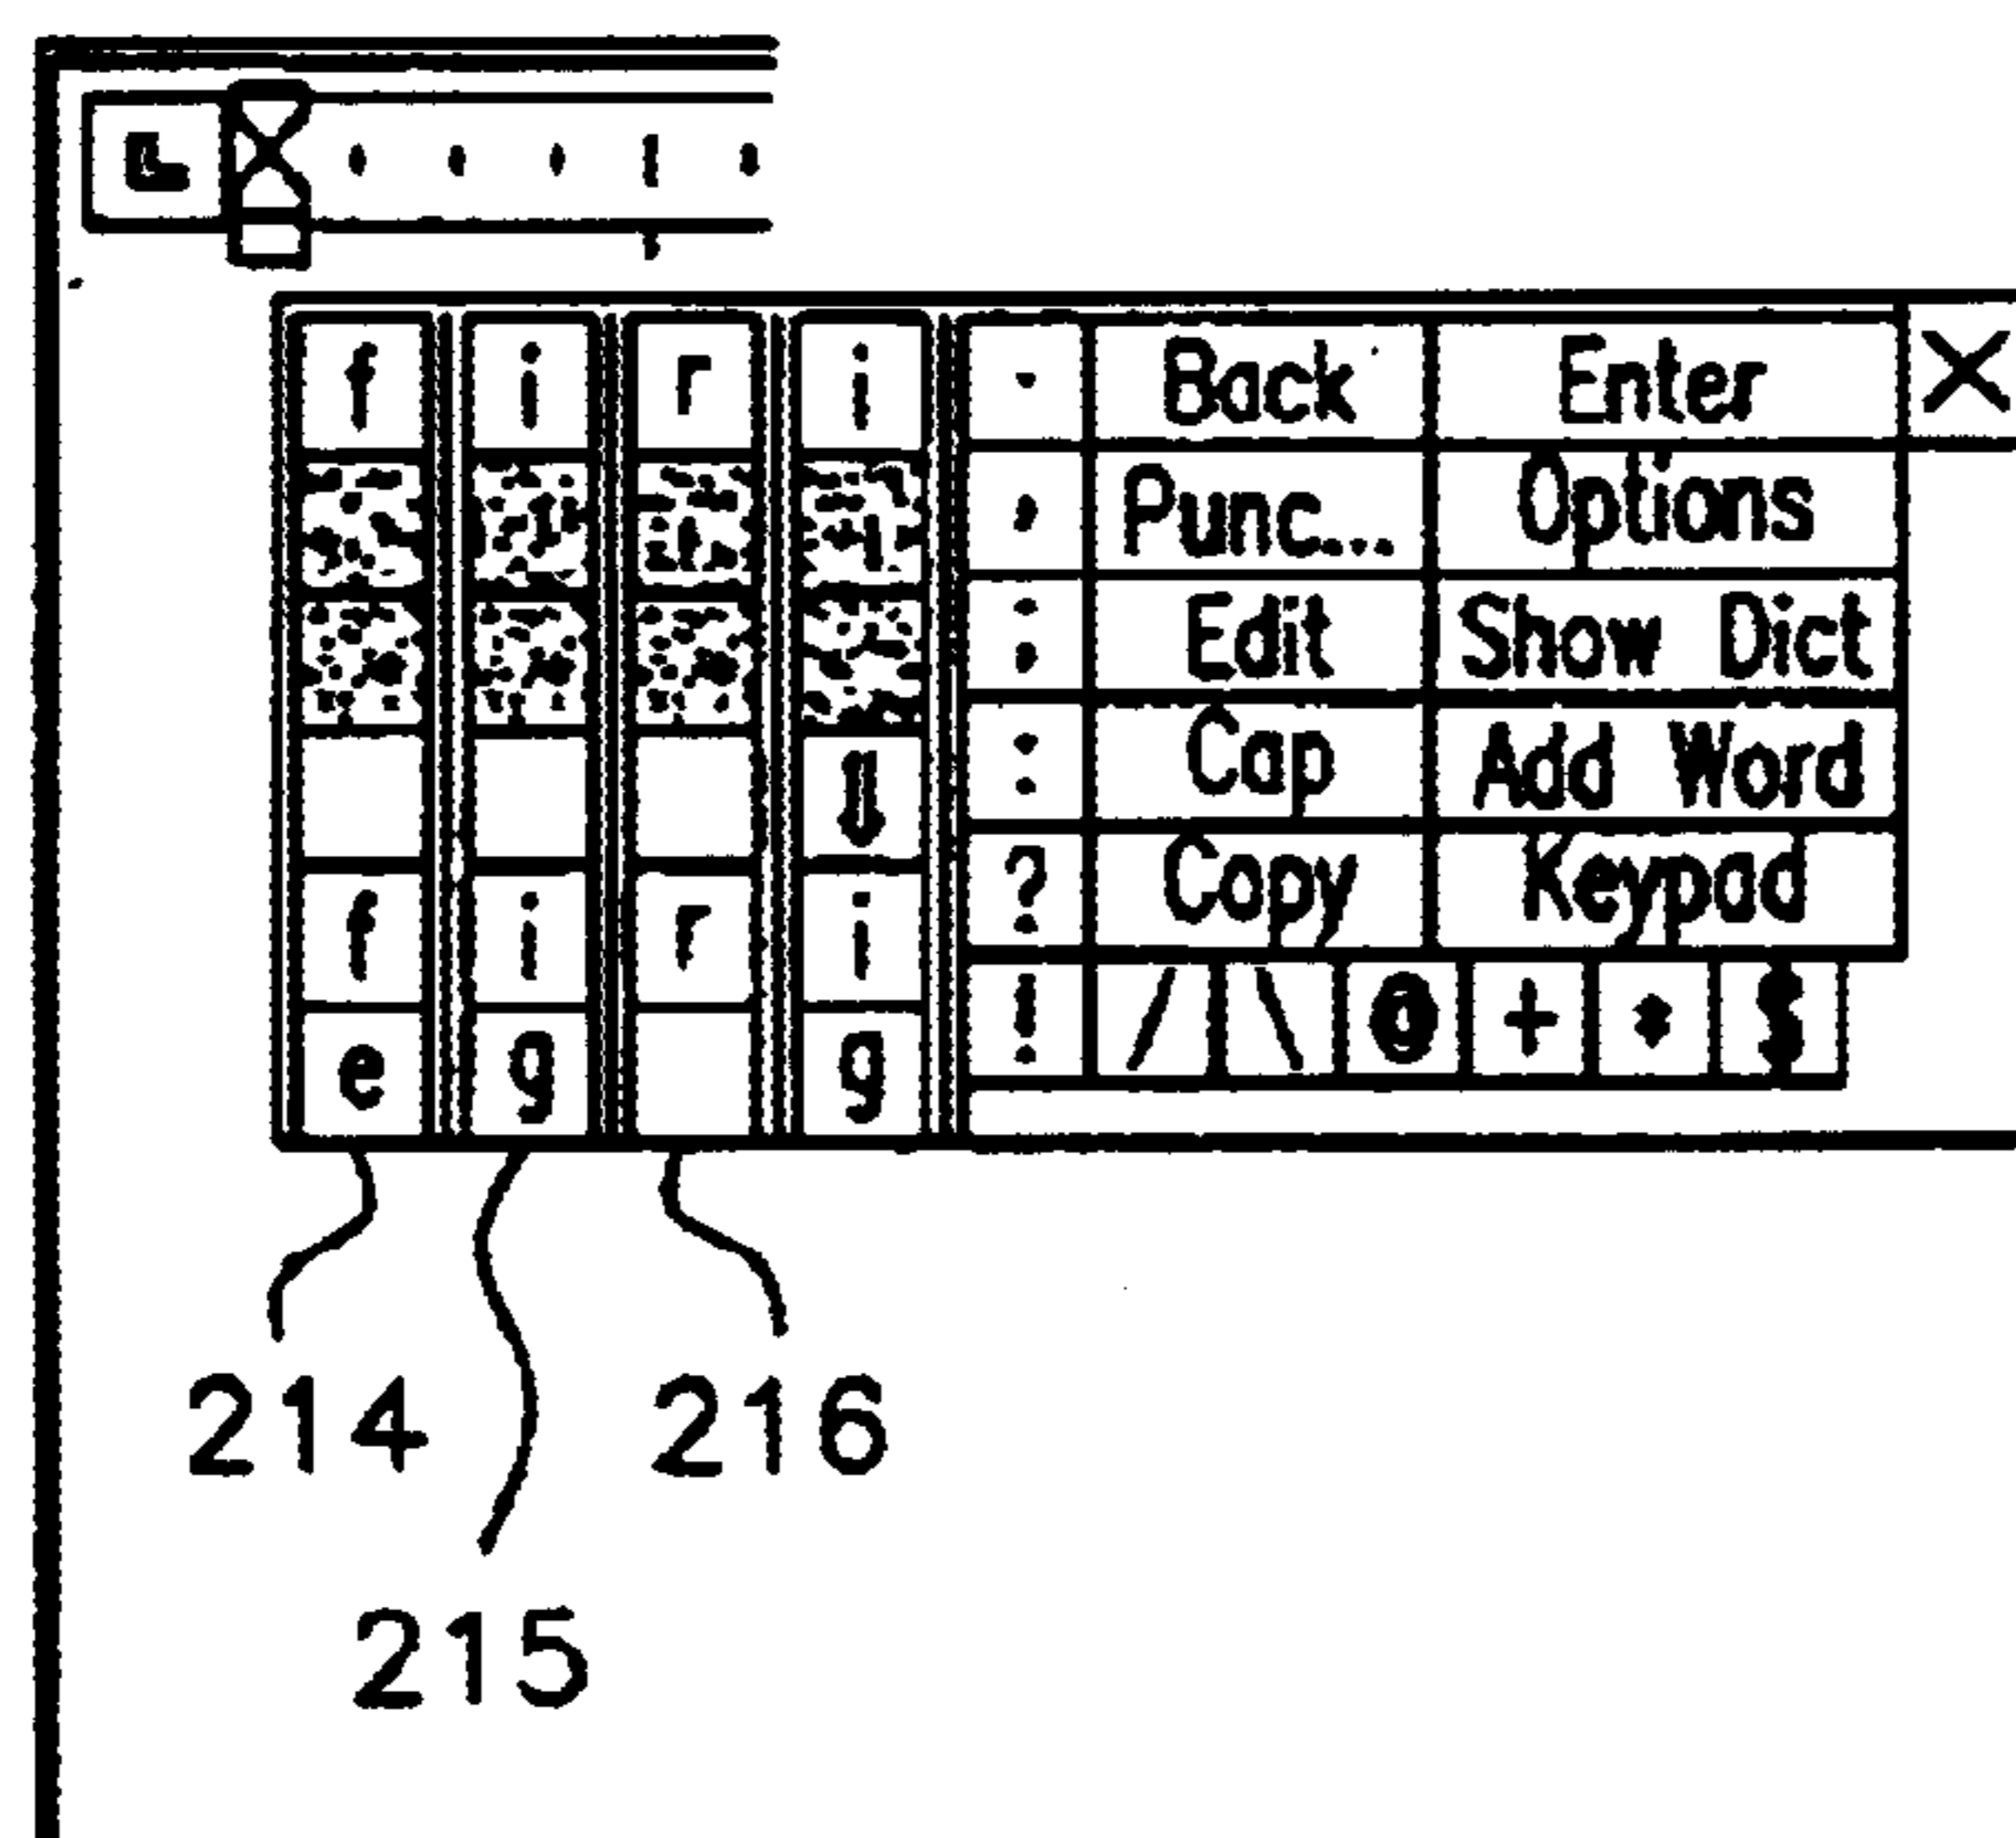 f i r i . Back Enter X
, Punc... Options
; Edit Show Dict
: Cap Add Word
f i r i ? Copy Keypad
e g g ! / \ @ + *
214 216
215